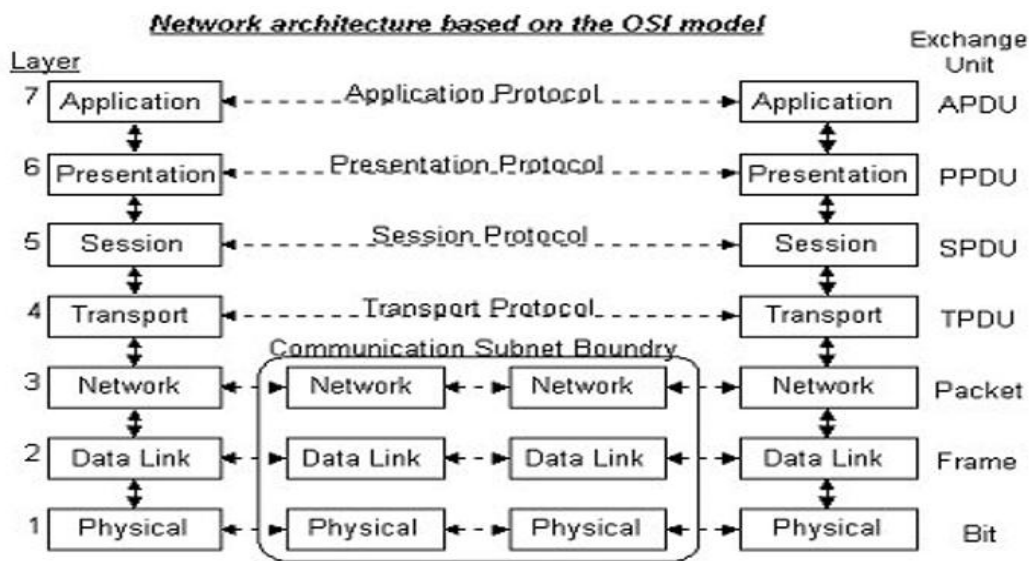 Network architecture based on the OSI model
Exchange
Unit
Layer
7 Application Application Protocol Application APDU
6 Presentation Presentation Protocol Presentation PPDU
5 Session Session Protocol Session SPDU
4 Transport Transport Protocol Transport TPDU
Communication Subnet Boundry
3 Network Network Network Network Packet
2 Data Link Data Link Data Link Data Link Frame
1 Physical Physical Physical Physical Bit